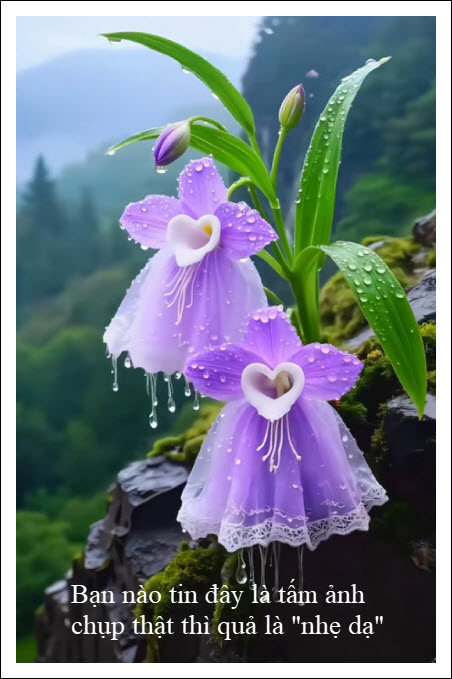 Bạn nào tin đây là tấm ảnh
chụp thật thì quả là "nhẹ dạ"